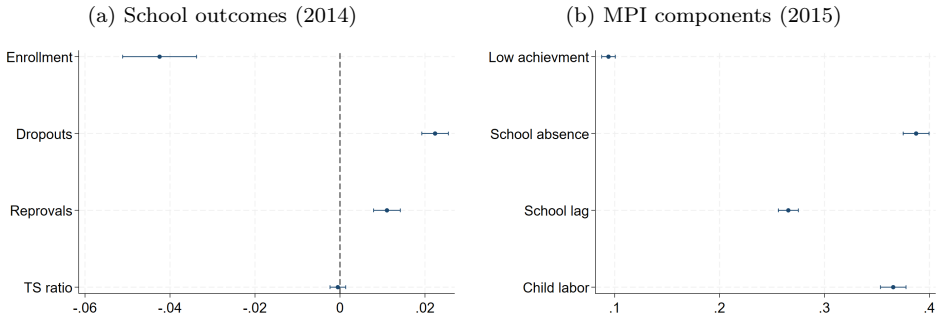 (a) School outcomes (2014)
Enrollment
Dropouts
Reprovals
TS ratio
-.06 -.04 -.02 0 .02
(b) MPI components (2015)
Low achievment
School absence
School lag
Child labor
.1 .2 .3 .4